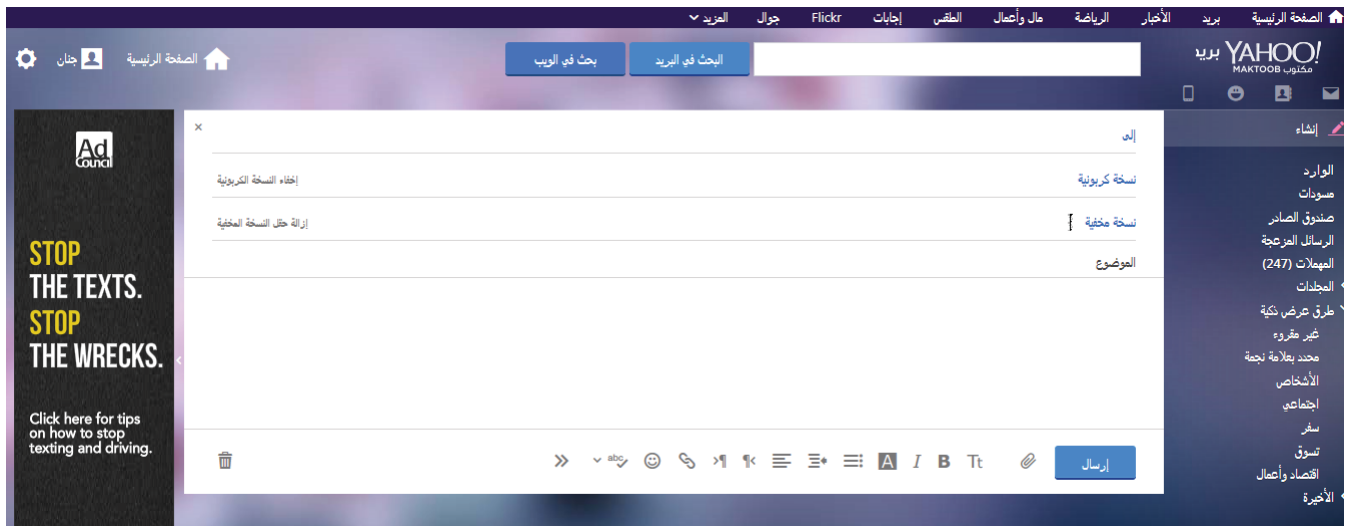 الصفحة الرئيسية بريد الأخبار الرياضة مال وأعمال الطقس إجابات Flickr جوال المزيد
YAHOO! بريد
مكتوب MAKTOOB
البحث في البريد بحث في الويب
الصفحة الرئيسية جنان
إنشاء
الوارد
مسودات
صندوق الصادر
الرسائل المزعجة
المهملات (247)
المجلدات
طرق عرض ذكية
غير مقروء
محدد بعلامة نجمة
الأشخاص
اجتماعي
سفر
تسوق
اقتصاد وأعمال
الأخيرة
إلى ×
نسخة كربونية إخفاء النسخة الكربونية
نسخة مخفية إزالة حقل النسخة المخفية
الموضوع
إرسال Tt B I A abc
Ad
Council
STOP
THE TEXTS.
STOP
THE WRECKS.
Click here for tips
on how to stop
texting and driving.